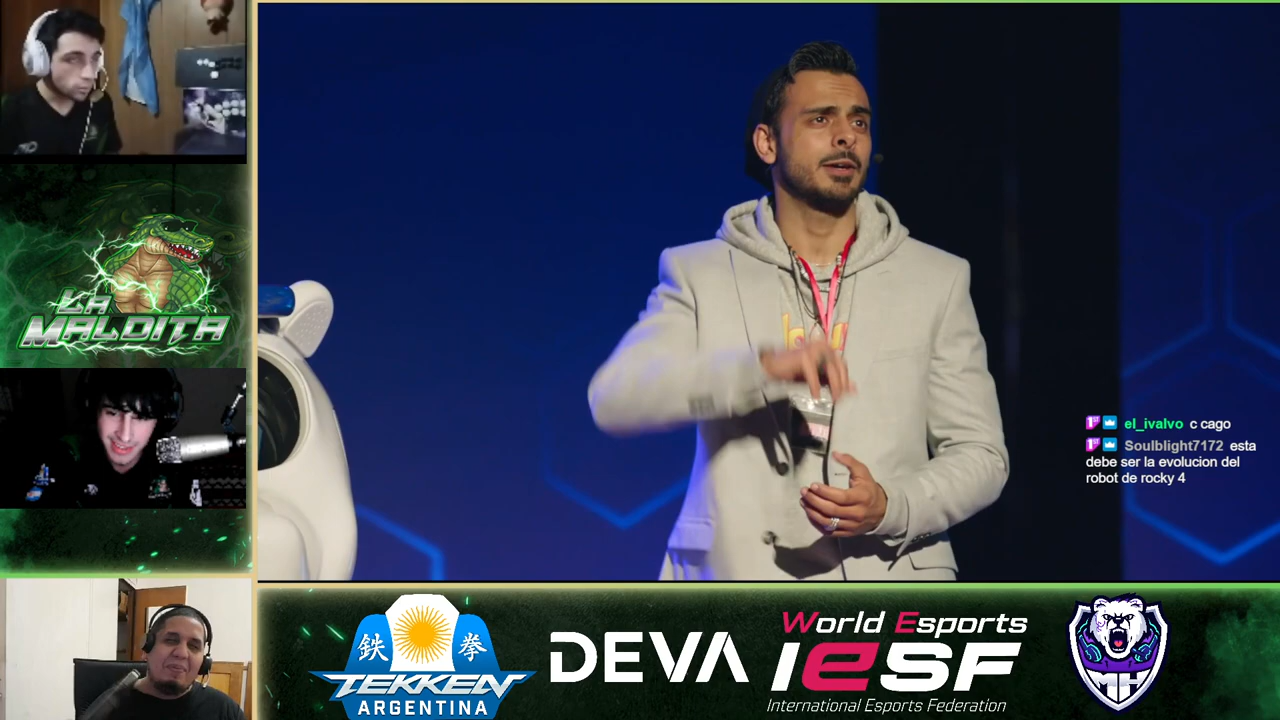 LA
MALDITA
el_ivalvo c cago
Soulblight7172 esta
debe ser la evolucion del
robot de rocky 4
鉄 拳
TEKKEN
ARGENTINA
DEVA
World Esports
IESF
International Esports Federation
MH